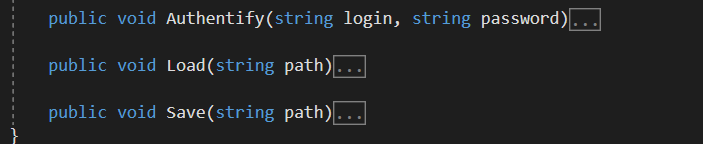 public void Authentify(string login, string password)...
public void Load(string path)...
public void Save(string path)...
}